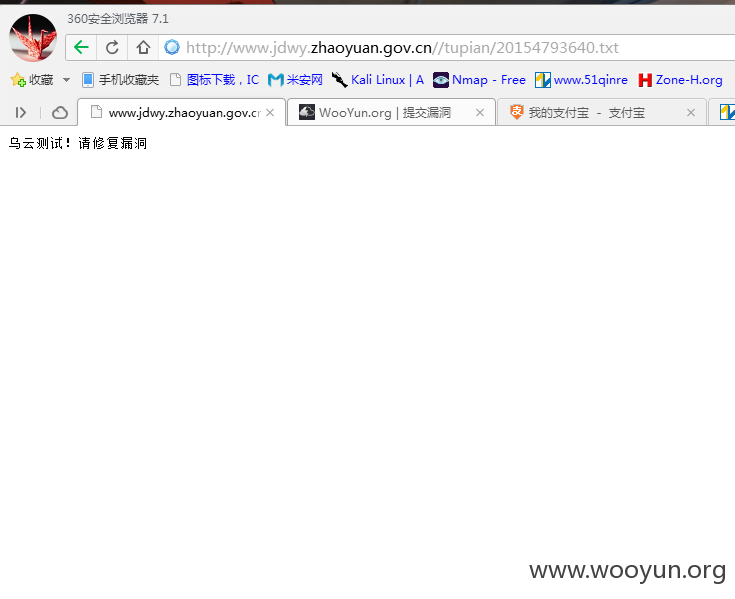 360安全浏览器 7.1
http://www.jdwy.zhaoyuan.gov.cn//tupian/20154793640.txt
收藏 手机收藏夹 图标下载，IC 米安网 Kali Linux | A Nmap - Free www.51qinre Zone-H.org
www.jdwy.zhaoyuan.gov.cn WooYun.org | 提交漏洞 我的支付宝 - 支付宝
乌云测试！请修复漏洞
www.wooyun.org